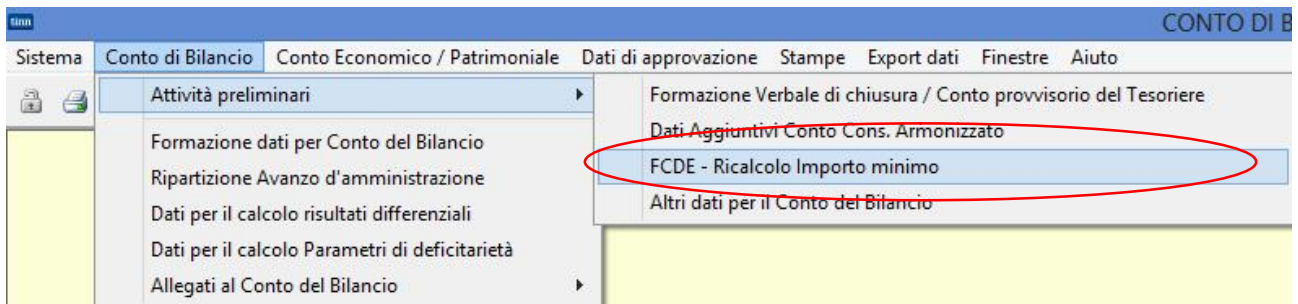 tinn
CONTO DI B
Sistema Conto di Bilancio Conto Economico / Patrimoniale Dati di approvazione Stampe Export dati Finestre Aiuto
Attività preliminari
Formazione dati per Conto del Bilancio
Ripartizione Avanzo d'amministrazione
Dati per il calcolo risultati differenziali
Dati per il calcolo Parametri di deficitarietà
Allegati al Conto del Bilancio
Formazione Verbale di chiusura / Conto provvisorio del Tesoriere
Dati Aggiuntivi Conto Cons. Armonizzato
FCDE - Ricalcolo Importo minimo
Altri dati per il Conto del Bilancio